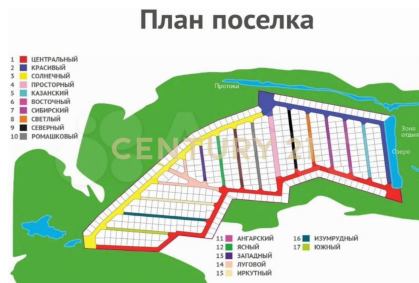 План поселка
1 ЦЕНТРАЛЬНЫЙ
2 КРАСИВЫЙ
3 СОЛНЕЧНЫЙ
4 ПРОСТОРНЫЙ
5 КАЗАНСКИЙ
6 ВОСТОЧНЫЙ
7 СИБИРСКИЙ
8 СВЕТЛЫЙ
9 СЕВЕРНЫЙ
10 РОМАШКОВЫЙ
Протока
Зона
отдыха
Озеро
CENTURY 21
11 АНГАРСКИЙ
12 ЯСНЫЙ
13 ЗАПАДНЫЙ
14 ЛУГОВОЙ
15 ИРКУТНЫЙ
16 ИЗУМРУДНЫЙ
17 ЮЖНЫЙ